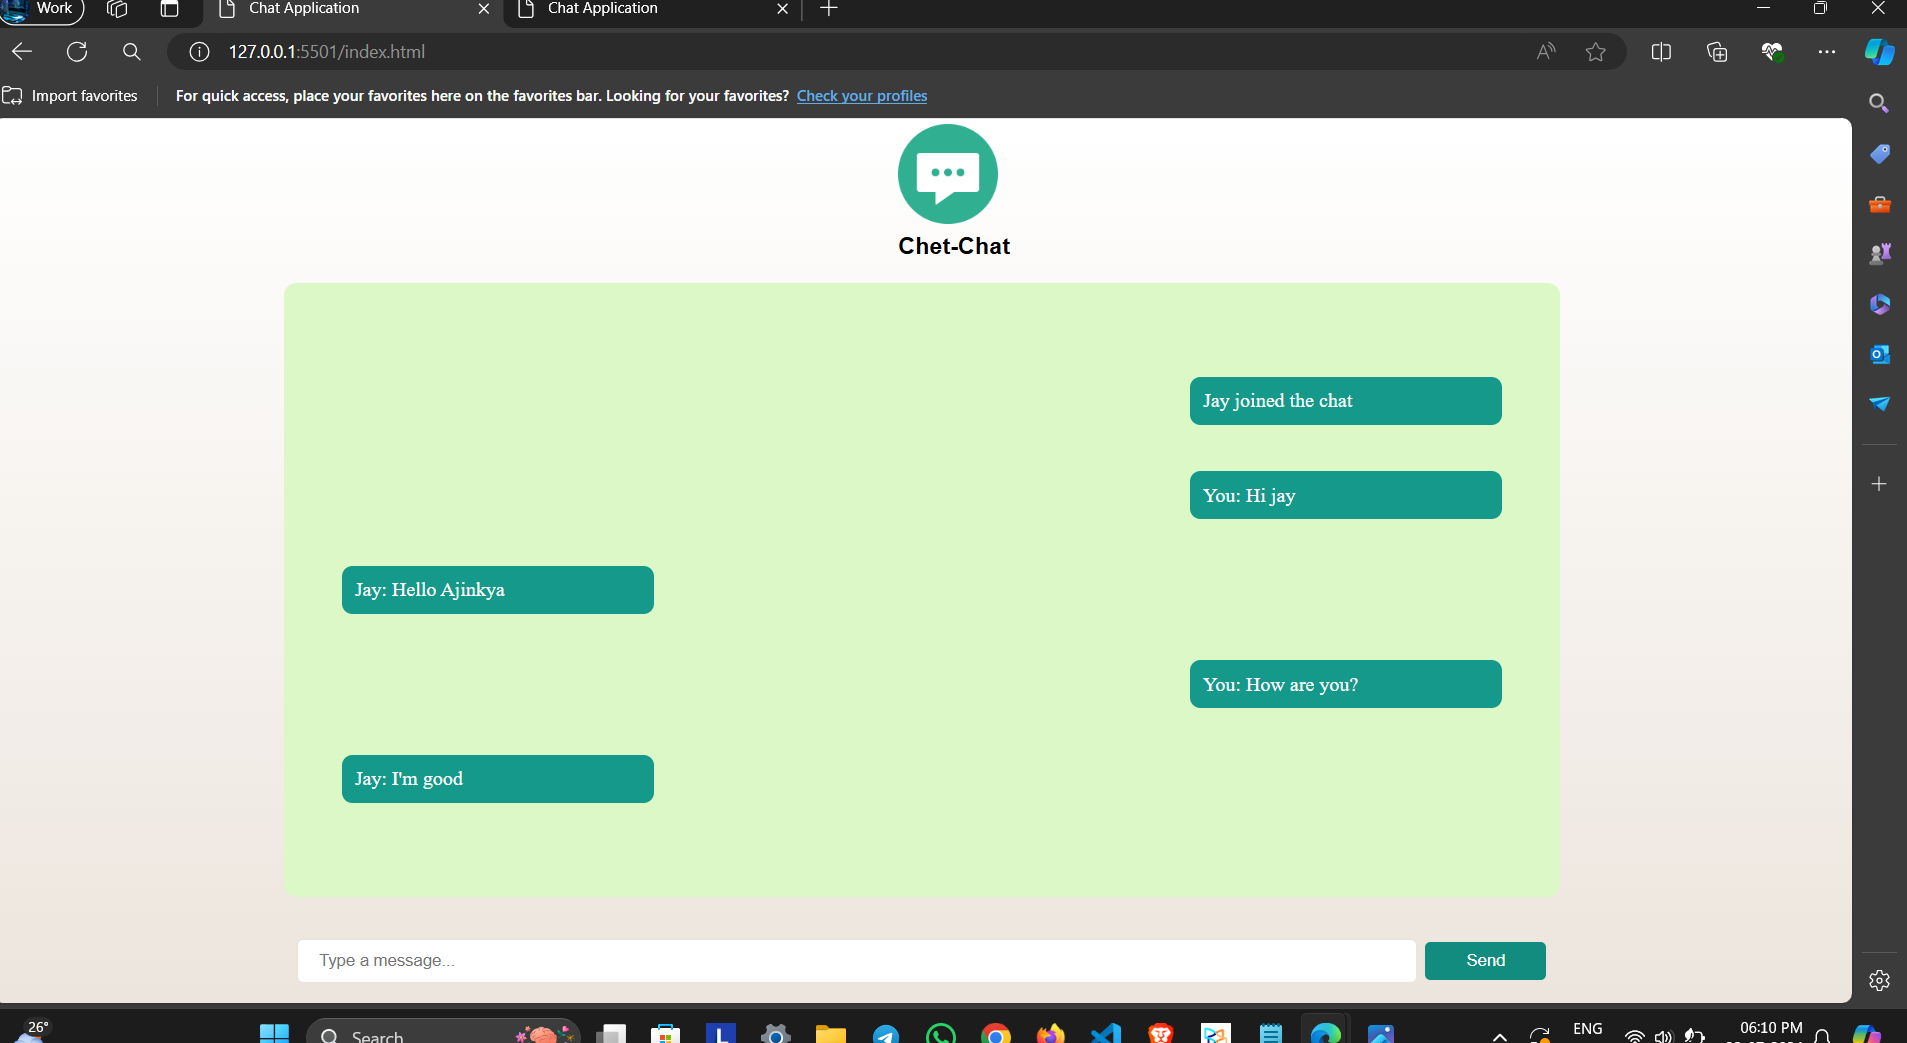 Work
Chat Application
Chat Application
127.0.0.1:5501/index.html
Import favorites
For quick access, place your favorites here on the favorites bar. Looking for your favorites? Check your profiles
Chet-Chat
Jay joined the chat
You: Hi jay
Jay: Hello Ajinkya
You: How are you?
Jay: I'm good
Type a message...
Send
26°
Search
ENG
06:10 PM